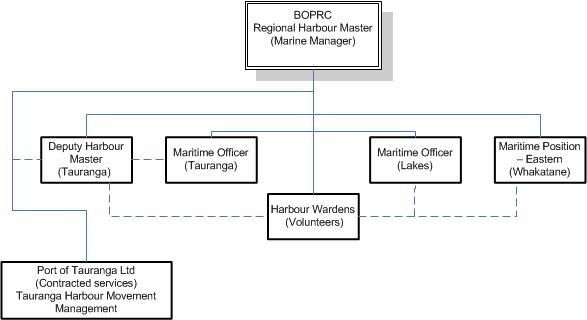 BOPRC
Regional Harbour Master
(Marine Manager)
Deputy Harbour
Master
(Tauranga)
Maritime Officer
(Tauranga)
Maritime Officer
(Lakes)
Maritime Position
– Eastern
(Whakatane)
Harbour Wardens
(Volunteers)
Port of Tauranga Ltd
(Contracted services)
Tauranga Harbour Movement
Management